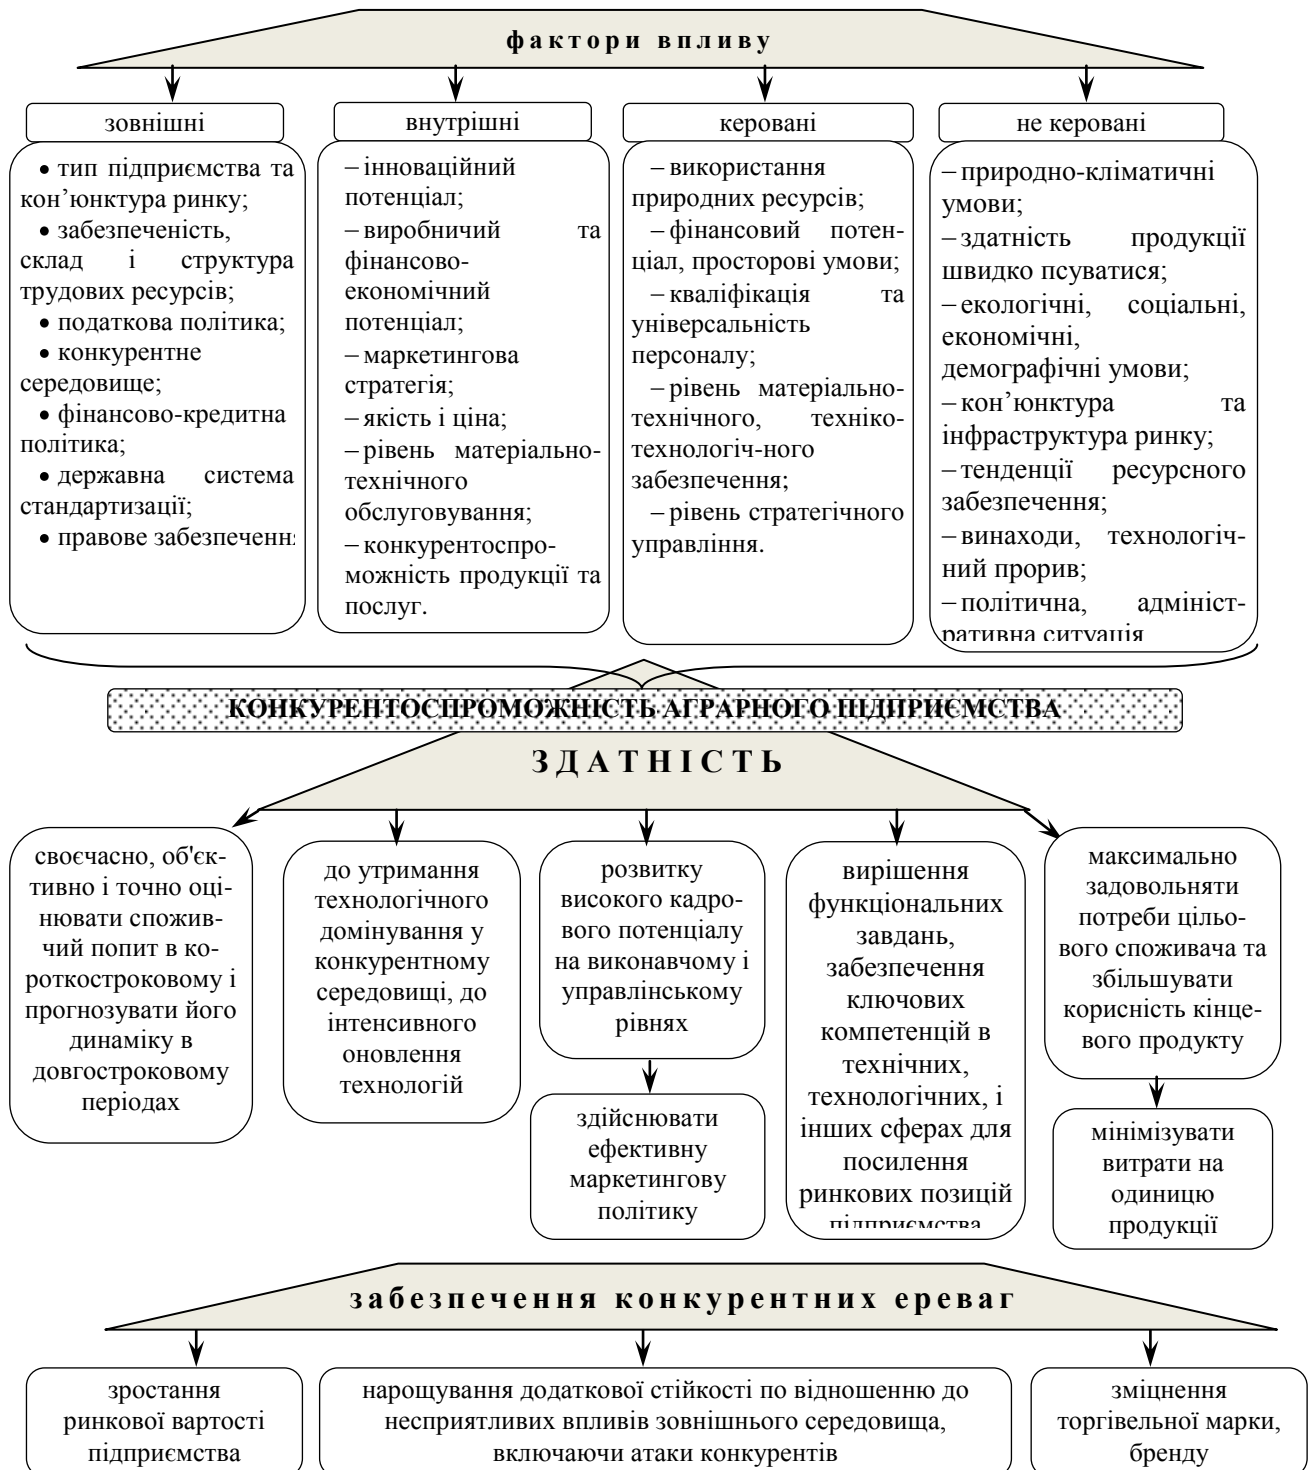 фактори впливу
зовнішні
• тип підприємства та
кон’юнктура ринку;
• забезпеченість,
склад і структура
трудових ресурсів;
• податкова політика;
• конкурентне
середовище;
• фінансово-кредитна
політика;
• державна система
стандартизації;
• правове забезпеченн
внутрішні
– інноваційний
потенціал;
– виробничий та
фінансово-
економічний
потенціал;
– маркетингова
стратегія;
– якість і ціна;
– рівень матеріально-
технічного
обслуговування;
– конкурентоспро-
можність продукції та
послуг.
керовані
– використання
природних ресурсів;
– фінансовий потен-
ціал, просторові умови;
– кваліфікація та
універсальність
персоналу;
– рівень матеріально-
технічного, техніко-
технологіч-ного
забезпечення;
– рівень стратегічного
управління.
не керовані
– природно-кліматичні
умови;
– здатність продукції
швидко псуватися;
– екологічні, соціальні,
економічні,
демографічні умови;
– кон’юнктура та
інфраструктура ринку;
– тенденції ресурсного
забезпечення;
– винаходи, технологіч-
ний прорив;
– політична, адмініст-
ративна ситуація
КОНКУРЕНТОСПРОМОЖНІСТЬ АГРАРНОГО ПІДПРИЄМСТВА
ЗДАТНІСТЬ
своєчасно, об'єк-
тивно і точно оці-
нювати спожив-
чий попит в ко-
роткостроковому і
прогнозувати його
динаміку в
довгостроковому
періодах
до утримання
технологічного
домінування у
конкурентному
середовищі, до
інтенсивного
оновлення
технологій
розвитку
високого кадро-
вого потенціалу
на виконавчому і
управлінському
рівнях
здійснювати
ефективну
маркетингову
політику
вирішення
функціональних
завдань,
забезпечення
ключових
компетенцій в
технічних,
технологічних, і
інших сферах для
посилення
ринкових позицій
підприємства
максимально
задовольняти
потреби цільо-
вого споживача та
збільшувати
корисність кінце-
вого продукту
мінімізувати
витрати на
одиницю
продукції
забезпечення конкурентних ереваг
зростання
ринкової вартості
підприємства
нарощування додаткової стійкості по відношенню до
несприятливих впливів зовнішнього середовища,
включаючи атаки конкурентів
зміцнення
торгівельної марки,
бренду